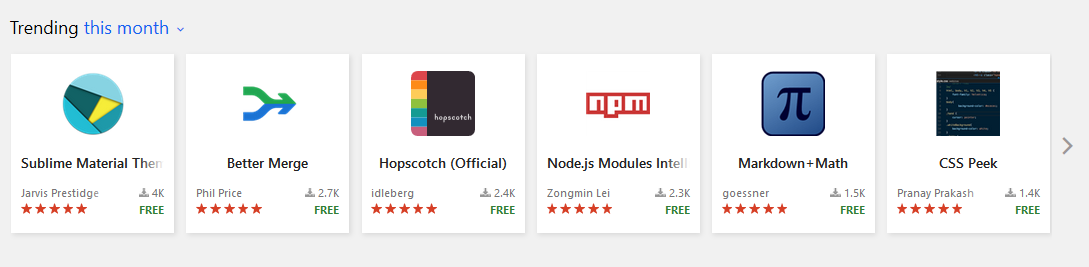 Trending this month
Sublime Material Then
Jarvis Prestidge 4K
FREE
Better Merge
Phil Price 2.7K
FREE
hopscotch
Hopscotch (Official)
idleberg 2.4K
FREE
npm
Node.js Modules Intell
Zongmin Lei 2.3K
FREE
π
Markdown+Math
goessner 1.5K
FREE
CSS Peek
Pranay Prakash 1.4K
FREE